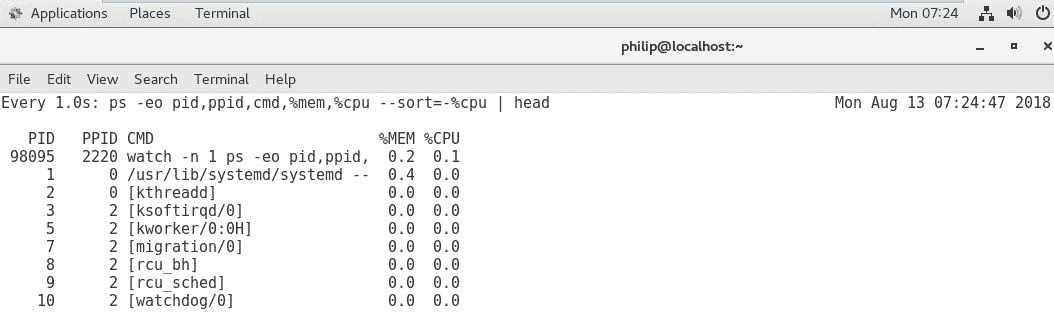 Applications Places Terminal Mon 07:24
philip@localhost:~
File Edit View Search Terminal Help
Every 1.0s: ps -eo pid,ppid,cmd,%mem,%cpu --sort=-%cpu | head Mon Aug 13 07:24:47 2018
PID PPID CMD %MEM %CPU
98095 2220 watch -n 1 ps -eo pid,ppid, 0.2 0.1
1 0 /usr/lib/systemd/systemd -- 0.4 0.0
2 0 [kthreadd] 0.0 0.0
3 2 [ksoftirqd/0] 0.0 0.0
5 2 [kworker/0:0H] 0.0 0.0
7 2 [migration/0] 0.0 0.0
8 2 [rcu_bh] 0.0 0.0
9 2 [rcu_sched] 0.0 0.0
10 2 [watchdog/0] 0.0 0.0